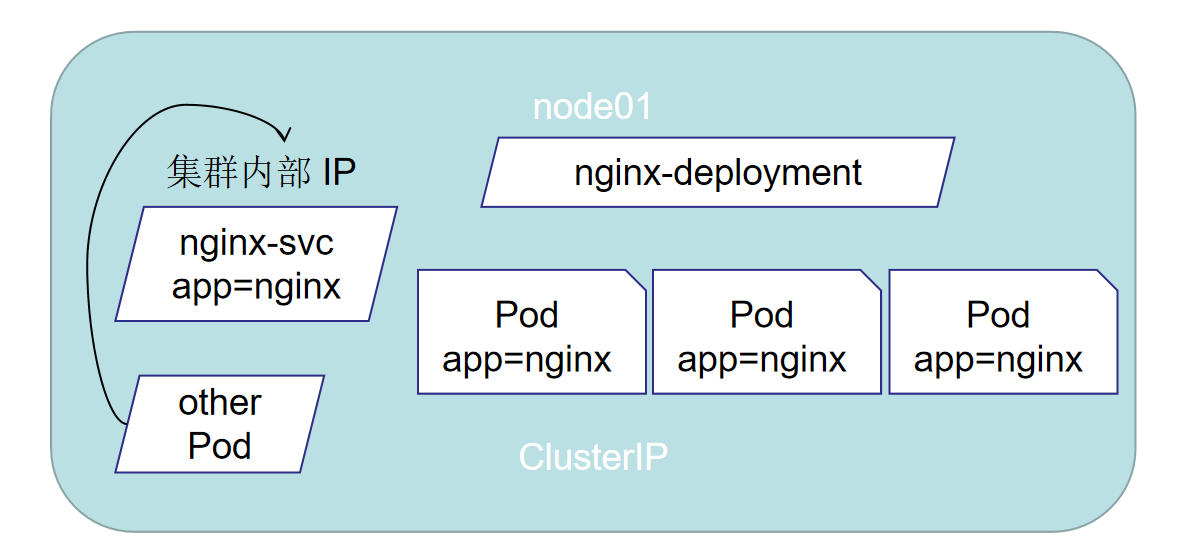 node01
集群内部 IP
nginx-deployment
nginx-svc
app=nginx
Pod
app=nginx
Pod
app=nginx
Pod
app=nginx
other
Pod
ClusterIP